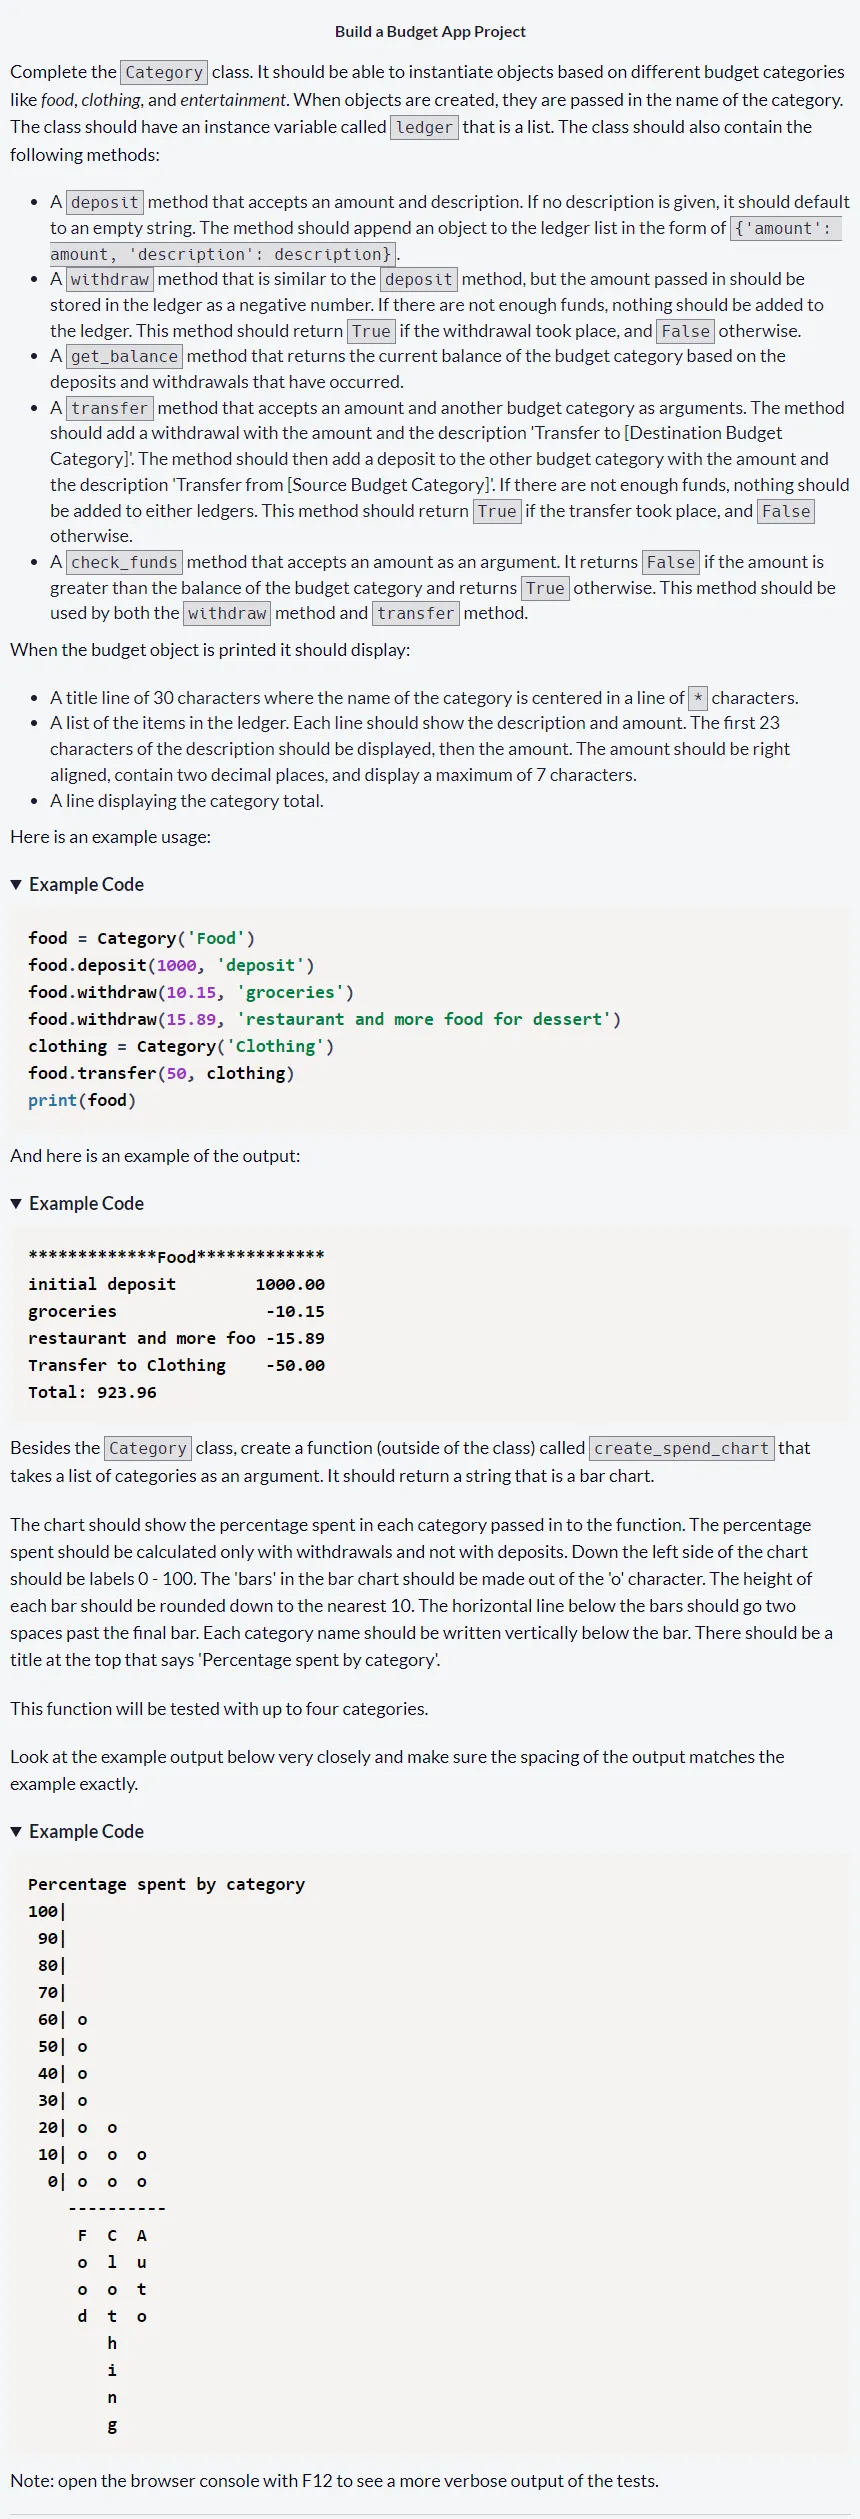 Build a Budget App Project
Complete the Category class. It should be able to instantiate objects based on different budget categories
like food, clothing, and entertainment. When objects are created, they are passed in the name of the category.
The class should have an instance variable called ledger that is a list. The class should also contain the
following methods:
• A deposit method that accepts an amount and description. If no description is given, it should default
to an empty string. The method should append an object to the ledger list in the form of {'amount':
amount, 'description': description}.
• A withdraw method that is similar to the deposit method, but the amount passed in should be
stored in the ledger as a negative number. If there are not enough funds, nothing should be added to
the ledger. This method should return True if the withdrawal took place, and False otherwise.
• A get_balance method that returns the current balance of the budget category based on the
deposits and withdrawals that have occurred.
• A transfer method that accepts an amount and another budget category as arguments. The method
should add a withdrawal with the amount and the description 'Transfer to [Destination Budget
Category]'. The method should then add a deposit to the other budget category with the amount and
the description 'Transfer from [Source Budget Category]'. If there are not enough funds, nothing should
be added to either ledgers. This method should return True if the transfer took place, and False
otherwise.
• A check_funds method that accepts an amount as an argument. It returns False if the amount is
greater than the balance of the budget category and returns True otherwise. This method should be
used by both the withdraw method and transfer method.
When the budget object is printed it should display:
• A title line of 30 characters where the name of the category is centered in a line of * characters.
• A list of the items in the ledger. Each line should show the description and amount. The first 23
characters of the description should be displayed, then the amount. The amount should be right
aligned, contain two decimal places, and display a maximum of 7 characters.
• A line displaying the category total.
Here is an example usage:
▼ Example Code
food = Category('Food')
food.deposit(1000, 'deposit')
food.withdraw(10.15, 'groceries')
food.withdraw(15.89, 'restaurant and more food for dessert')
clothing = Category('Clothing')
food.transfer(50, clothing)
print(food)
And here is an example of the output:
▼ Example Code
*************Food*************
initial deposit        1000.00
groceries               -10.15
restaurant and more foo -15.89
Transfer to Clothing    -50.00
Total: 923.96
Besides the Category class, create a function (outside of the class) called create_spend_chart that
takes a list of categories as an argument. It should return a string that is a bar chart.
The chart should show the percentage spent in each category passed in to the function. The percentage
spent should be calculated only with withdrawals and not with deposits. Down the left side of the chart
should be labels 0 - 100. The 'bars' in the bar chart should be made out of the 'o' character. The height of
each bar should be rounded down to the nearest 10. The horizontal line below the bars should go two
spaces past the final bar. Each category name should be written vertically below the bar. There should be a
title at the top that says 'Percentage spent by category'.
This function will be tested with up to four categories.
Look at the example output below very closely and make sure the spacing of the output matches the
example exactly.
▼ Example Code
Percentage spent by category
100|
 90|
 80|
 70|
 60| o
 50| o
 40| o
 30| o
 20| o  o
 10| o  o  o
  0| o  o  o
    ----------
     F  C  A
     o  l  u
     o  o  t
     d  t  o
        h
        i
        n
        g
Note: open the browser console with F12 to see a more verbose output of the tests.